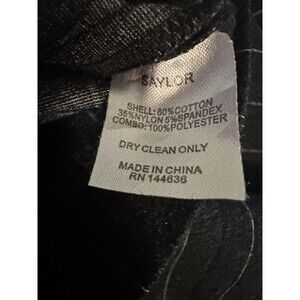 SAYLOR
SHELL: 60%COTTON
35%NYLON 5%SPANDEX
COMBO: 100%POLYESTER
DRY CLEAN ONLY
MADE IN CHINA
RN 144636